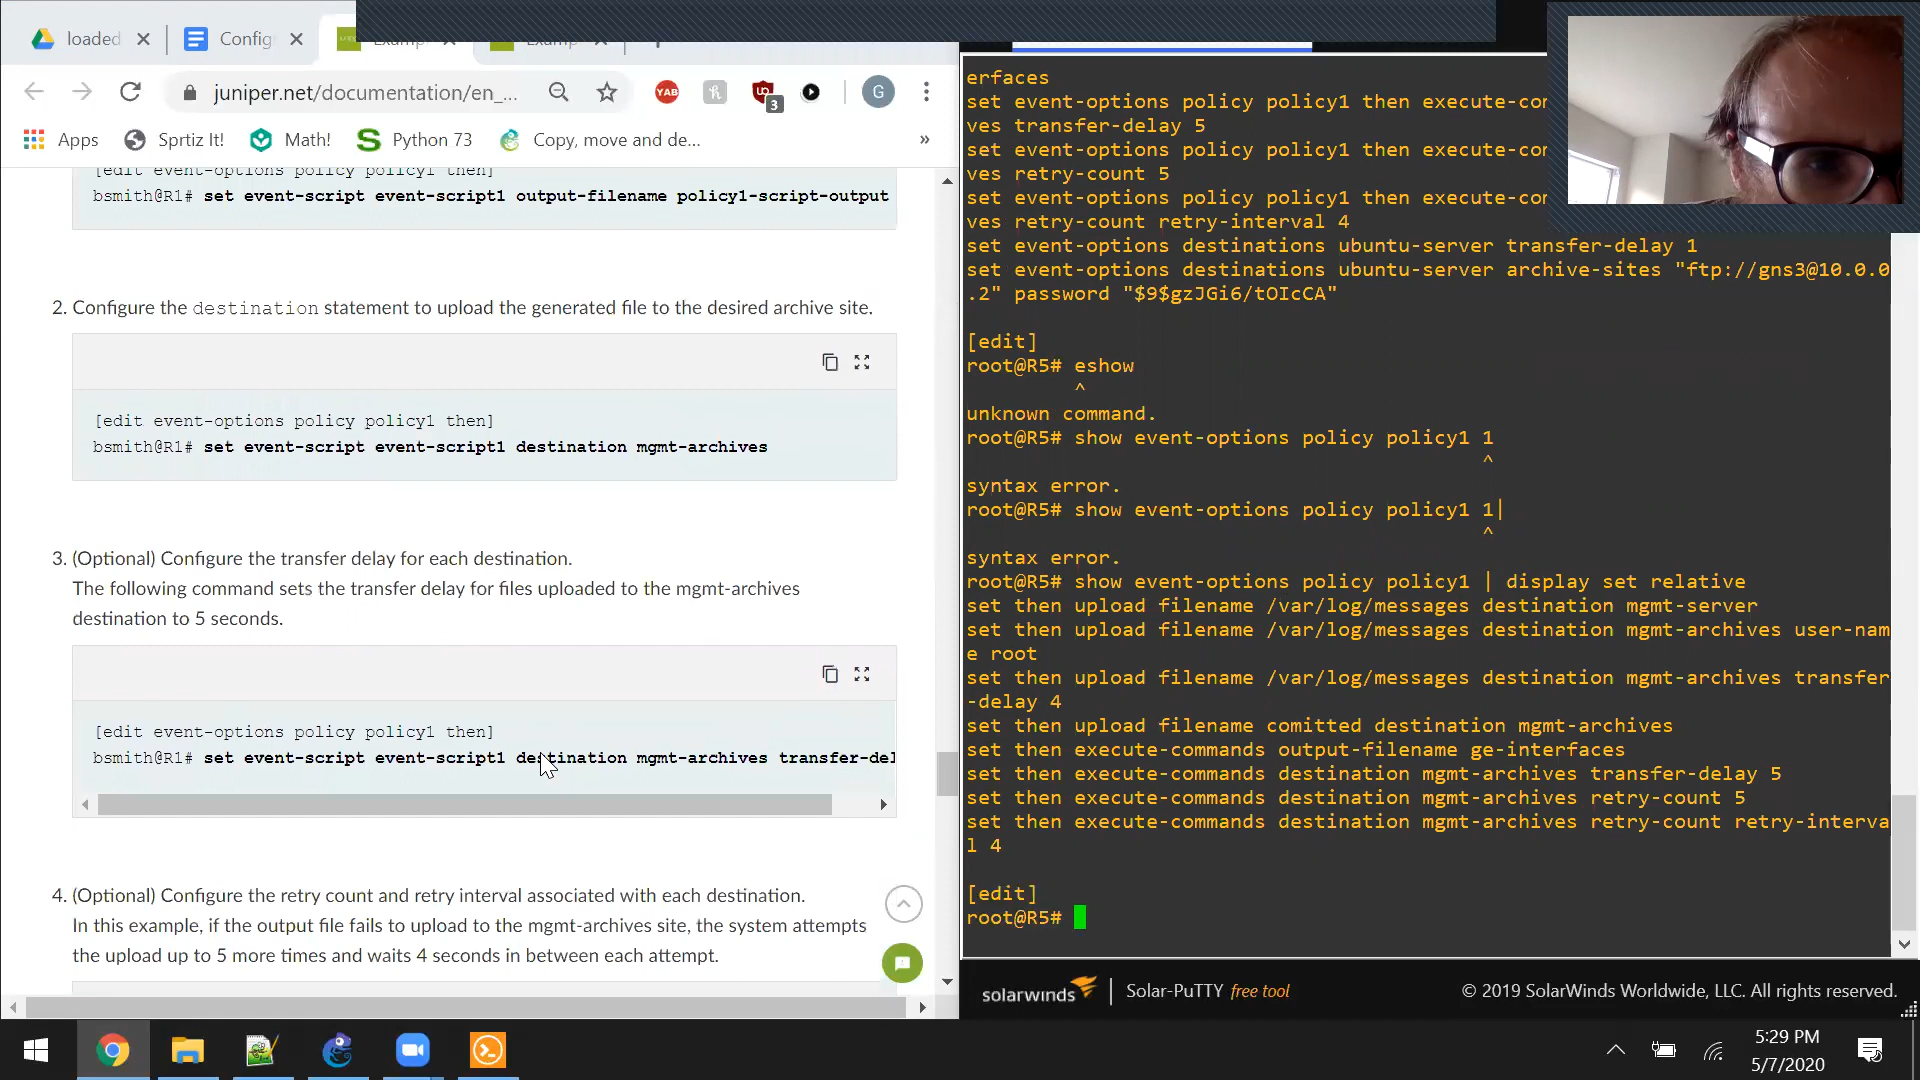 loaded
Config
juniper.net/documentation/en_...
YAB
3
G
Apps
Sprtiz It!
Math!
Python 73
Copy, move and de...
»
[edit event-options policy policy1 then]
bsmith@R1# set event-script event-script1 output-filename policy1-script-output
2. Configure the destination statement to upload the generated file to the desired archive site.
[edit event-options policy policy1 then]
bsmith@R1# set event-script event-script1 destination mgmt-archives
3. (Optional) Configure the transfer delay for each destination.
The following command sets the transfer delay for files uploaded to the mgmt-archives
destination to 5 seconds.
[edit event-options policy policy1 then]
bsmith@R1# set event-script event-script1 destination mgmt-archives transfer-del
4. (Optional) Configure the retry count and retry interval associated with each destination.
In this example, if the output file fails to upload to the mgmt-archives site, the system attempts
the upload up to 5 more times and waits 4 seconds in between each attempt.
erfaces
set event-options policy policy1 then execute-co
ves transfer-delay 5
set event-options policy policy1 then execute-co
ves retry-count 5
set event-options policy policy1 then execute-co
ves retry-count retry-interval 4
set event-options destinations ubuntu-server transfer-delay 1
set event-options destinations ubuntu-server archive-sites "ftp://gns3@10.0.0
.2" password "$9$gzJGi6/tOIcCA"
[edit]
root@R5# eshow
^
unknown command.
root@R5# show event-options policy policy1 1
^
syntax error.
root@R5# show event-options policy policy1 1|
^
syntax error.
root@R5# show event-options policy policy1 | display set relative
set then upload filename /var/log/messages destination mgmt-server
set then upload filename /var/log/messages destination mgmt-archives user-nam
e root
set then upload filename /var/log/messages destination mgmt-archives transfer
-delay 4
set then upload filename comitted destination mgmt-archives
set then execute-commands output-filename ge-interfaces
set then execute-commands destination mgmt-archives transfer-delay 5
set then execute-commands destination mgmt-archives retry-count 5
set then execute-commands destination mgmt-archives retry-count retry-interva
l 4
[edit]
root@R5#
solarwinds | Solar-PuTTY free tool
© 2019 SolarWinds Worldwide, LLC. All rights reserved.
5:29 PM
5/7/2020